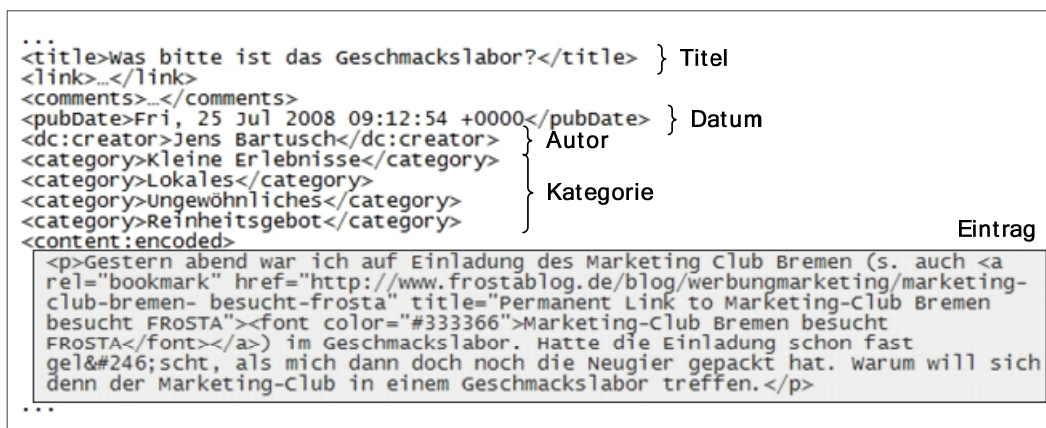 ...
<title>Was bitte ist das Geschmackslabor?</title> } Titel
<link>…</link>
<comments>…</comments>
<pubDate>Fri, 25 Jul 2008 09:12:54 +0000</pubDate> } Datum
<dc:creator>Jens Bartusch</dc:creator> } Autor
<category>Kleine Erlebnisse</category>
<category>Lokales</category>
<category>Ungewöhnliches</category> } Kategorie
<category>Reinheitsgebot</category>
<content:encoded> Eintrag
<p>Gestern abend war ich auf Einladung des Marketing Club Bremen (s. auch <a
rel="bookmark" href="http://www.frostablog.de/blog/werbungmarketing/marketing-
club-bremen- besucht-frosta" title="Permanent Link to Marketing-Club Bremen
besucht FRoSTA"><font color="#333366">Marketing-Club Bremen besucht
FRoSTA</font></a>) im Geschmackslabor. Hatte die Einladung schon fast
gel&#246;scht, als mich dann doch noch die Neugier gepackt hat. Warum will sich
denn der Marketing-Club in einem Geschmackslabor treffen.</p>
...